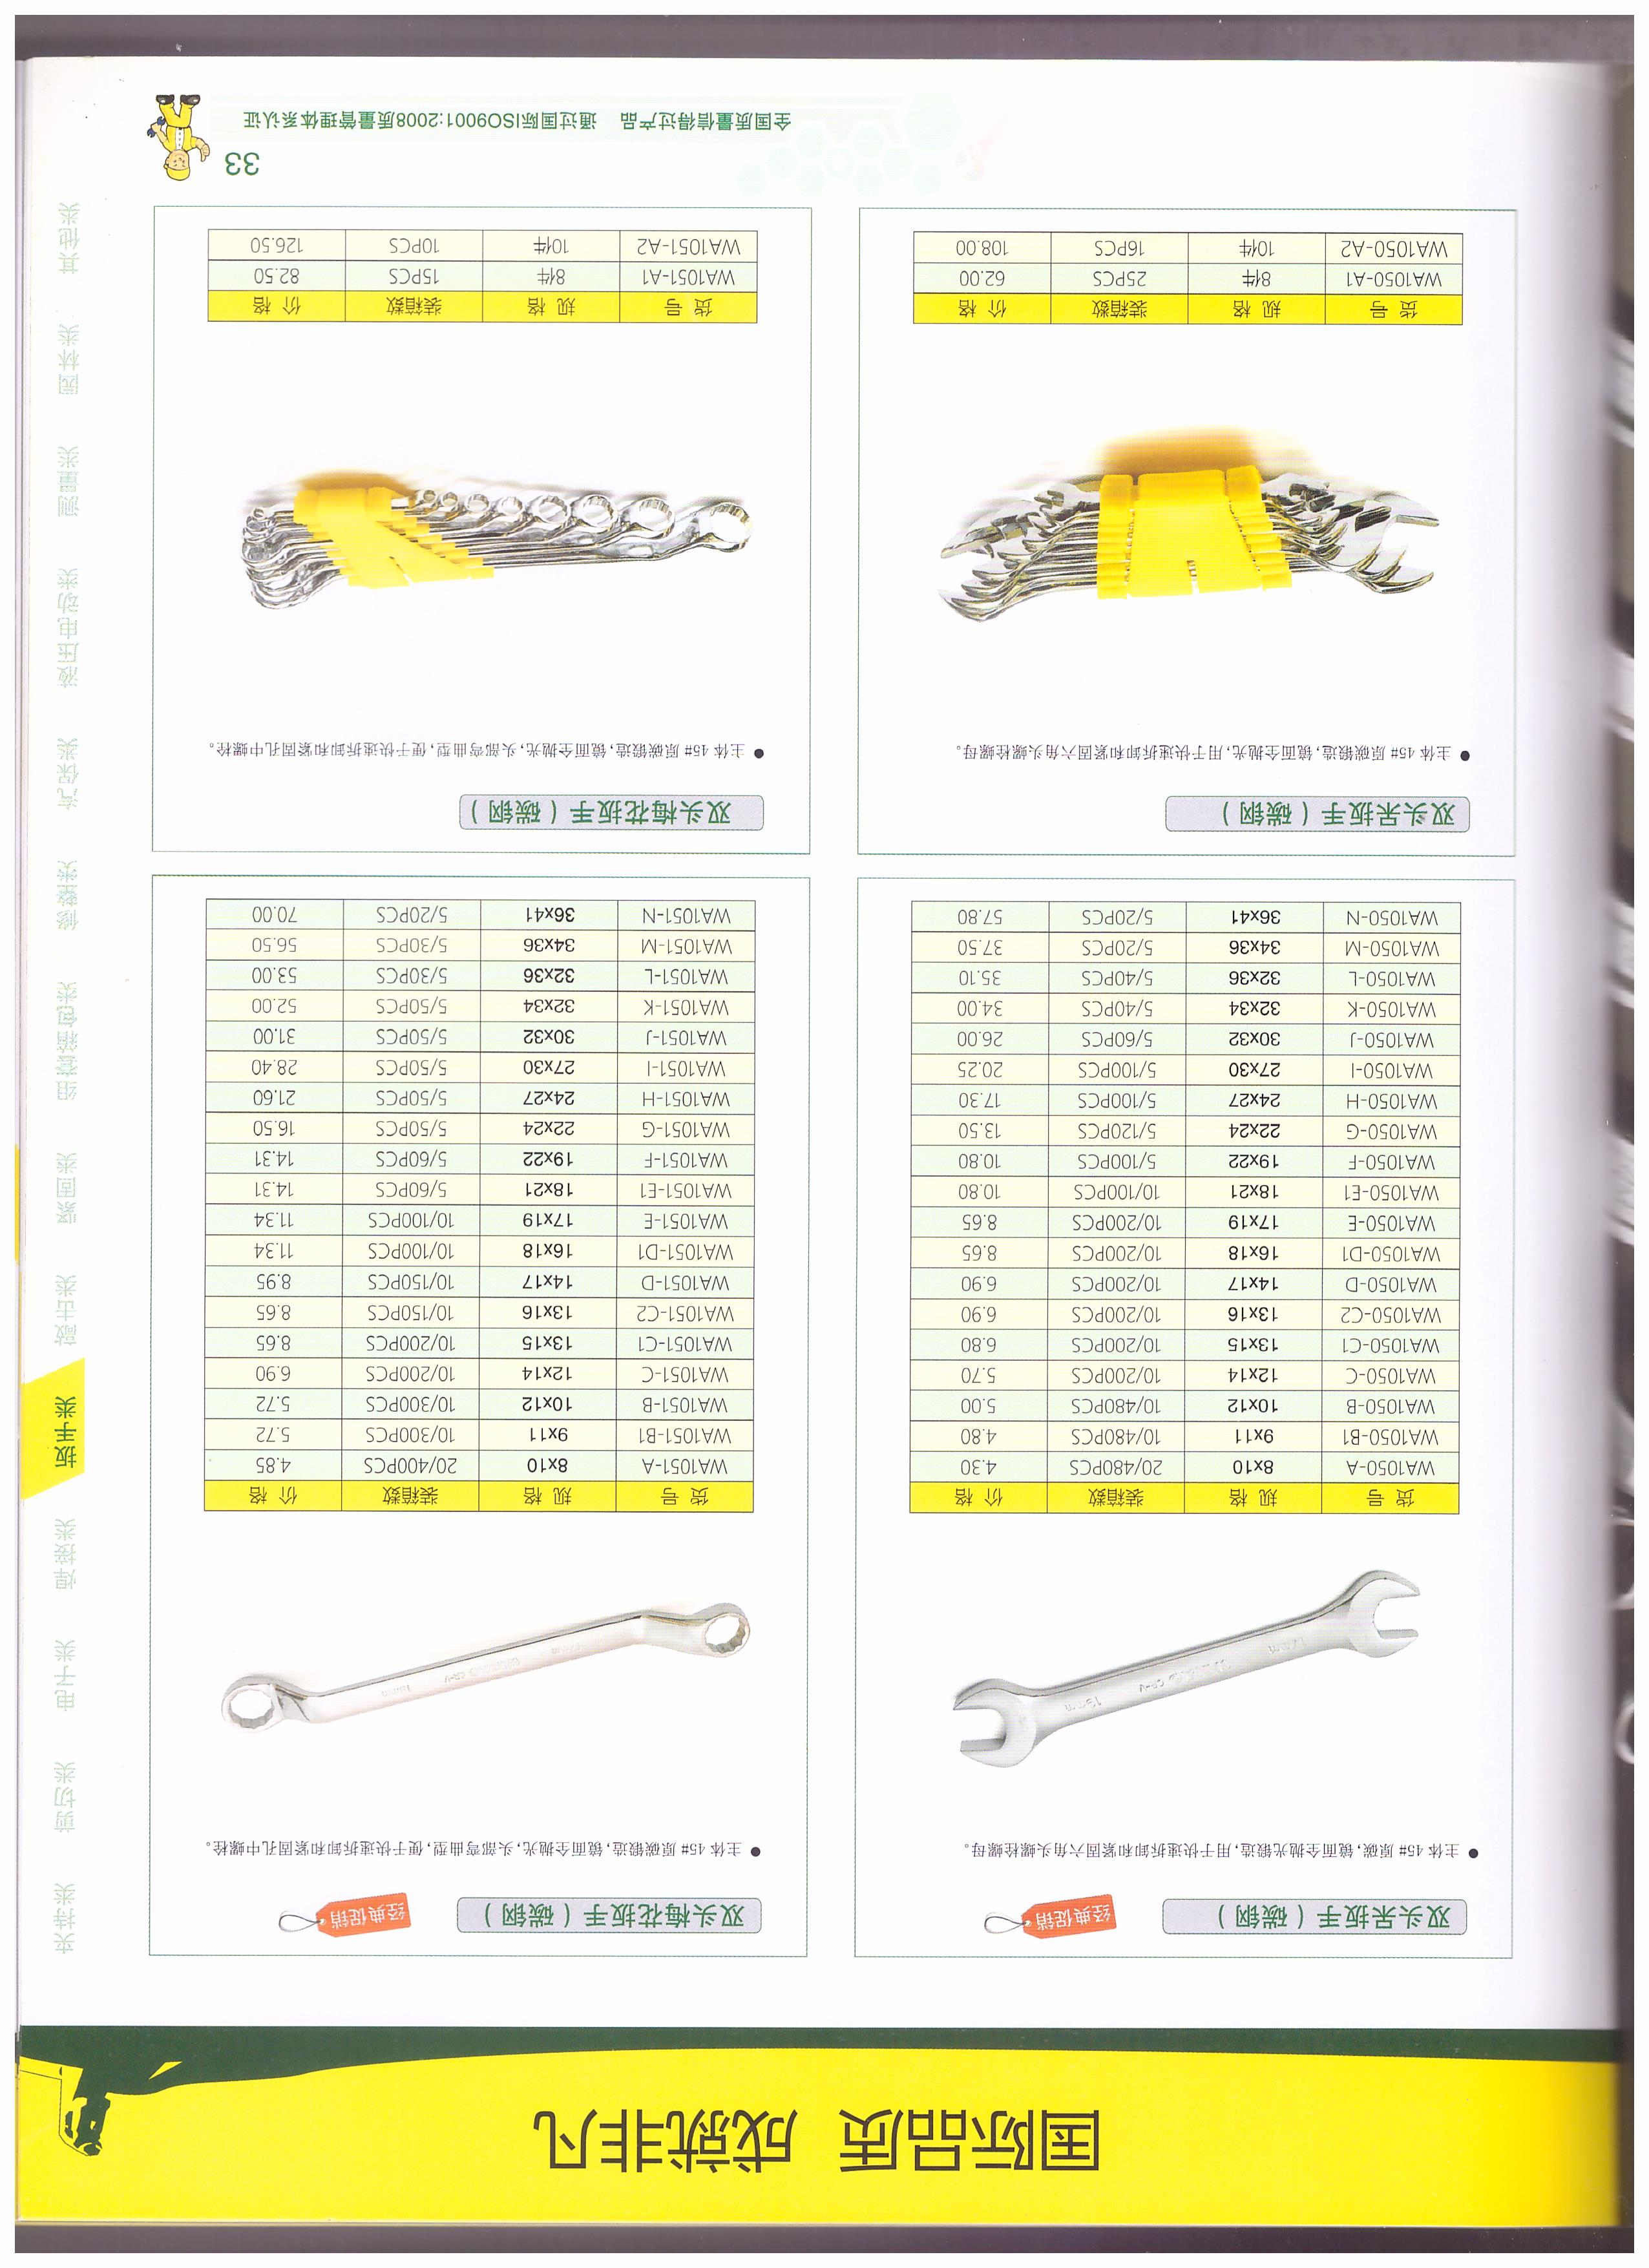 国际品质 成就非凡
双头呆扳手（碳钢）
经典促销
● 主体 45# 原碳, 镜面全抛光锻造, 用于快速拆卸和紧固六角头螺栓螺母。
货 号 规 格 装箱数 价 格
WA1050-A 8x10 20/480PCS 4.30
WA1050-B1 9x11 10/480PCS 4.80
WA1050-B 10x12 10/480PCS 5.00
WA1050-C 12x14 10/200PCS 5.70
WA1050-C1 13x15 10/200PCS 6.80
WA1050-C2 13x16 10/200PCS 6.90
WA1050-D 14x17 10/200PCS 6.90
WA1050-D1 16x18 10/200PCS 8.65
WA1050-E 17x19 10/200PCS 8.65
WA1050-E1 18x21 10/100PCS 10.80
WA1050-F 19x22 5/100PCS 10.80
WA1050-G 22x24 5/120PCS 13.50
WA1050-H 24x27 5/100PCS 17.30
WA1050-I 27x30 5/100PCS 20.25
WA1050-J 30x32 5/60PCS 26.00
WA1050-K 32x34 5/40PCS 34.00
WA1050-L 32x36 5/40PCS 35.10
WA1050-M 34x36 5/20PCS 37.50
WA1050-N 36x41 5/20PCS 57.80
双头梅花扳手（碳钢）
经典促销
● 主体 45# 原碳锻造, 镜面全抛光, 头部弯曲型, 便于快速拆卸和紧固孔中螺栓。
货 号 规 格 装箱数 价 格
WA1051-A 8x10 20/400PCS 4.85
WA1051-B1 9x11 10/300PCS 5.72
WA1051-B 10x12 10/300PCS 5.72
WA1051-C 12x14 10/200PCS 6.90
WA1051-C1 13x15 10/200PCS 8.65
WA1051-C2 13x16 10/150PCS 8.65
WA1051-D 14x17 10/150PCS 8.95
WA1051-D1 16x18 10/100PCS 11.34
WA1051-E 17x19 10/100PCS 11.34
WA1051-E1 18x21 5/60PCS 14.31
WA1051-F 19x22 5/60PCS 14.31
WA1051-G 22x24 5/50PCS 16.50
WA1051-H 24x27 5/50PCS 21.60
WA1051-I 27x30 5/50PCS 28.40
WA1051-J 30x32 5/50PCS 31.00
WA1051-K 32x34 5/50PCS 52.00
WA1051-L 32x36 5/30PCS 53.00
WA1051-M 34x36 5/30PCS 56.50
WA1051-N 36x41 5/20PCS 70.00
双头呆扳手（碳钢）
● 主体 45# 原碳锻造, 镜面全抛光, 用于快速拆卸和紧固六角头螺栓螺母。
货 号 规 格 装箱数 价 格
WA1050-A1 8件 25PCS 62.00
WA1050-A2 10件 16PCS 108.00
双头梅花扳手（碳钢）
● 主体 45# 原碳锻造, 镜面全抛光, 头部弯曲型, 便于快速拆卸和紧固孔中螺栓。
货 号 规 格 装箱数 价 格
WA1051-A1 8件 15PCS 82.50
WA1051-A2 10件 10PCS 126.50
夹持类
剪切类
电子类
焊接类
扳手类
敲击类
紧固类
组套箱包类
修整类
汽保类
液压电动类
测量类
园林类
其他类
33
全国质量信得过产品 通过国际ISO9001:2008质量管理体系认证